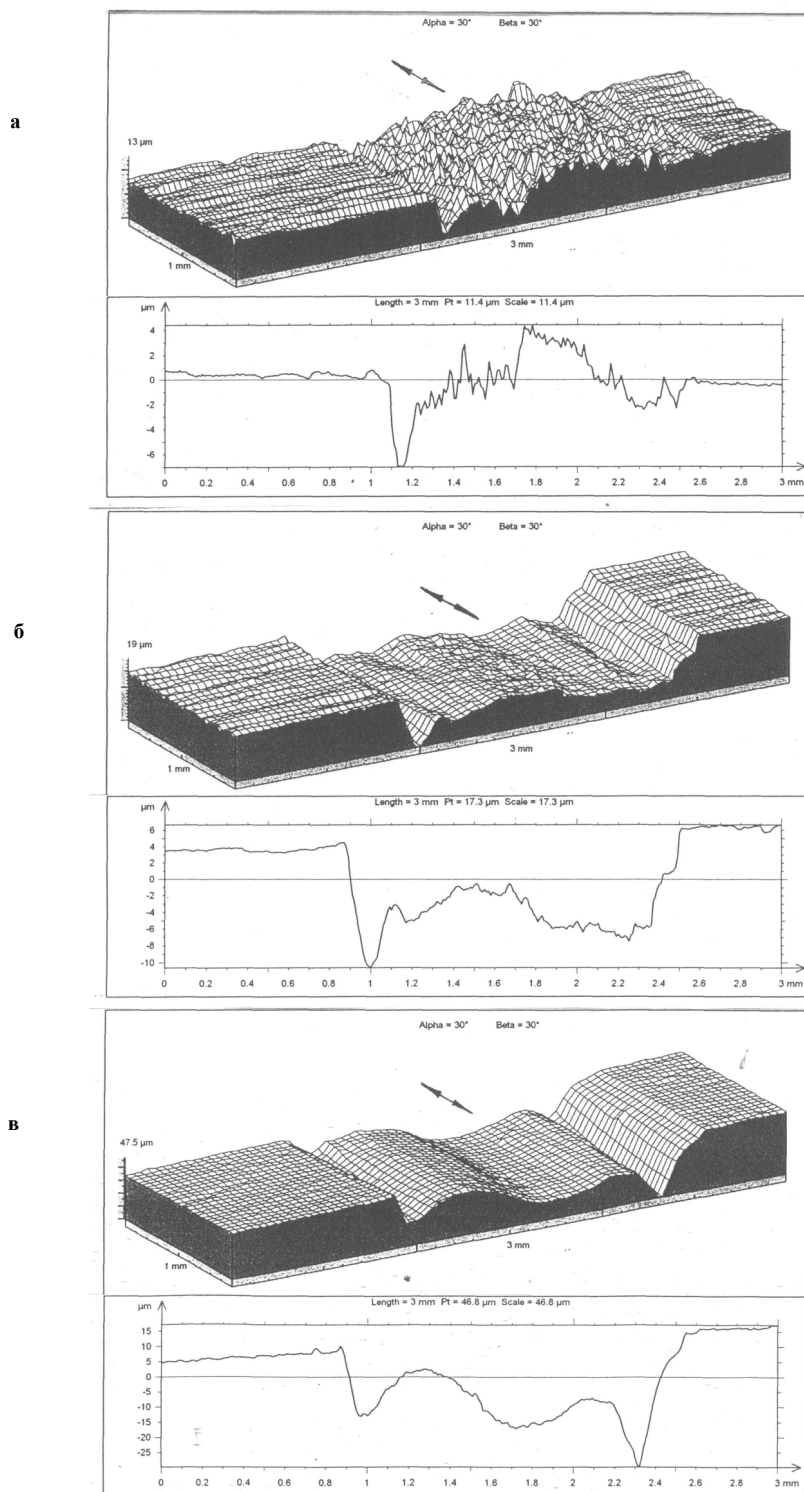 а
Alpha = 30° Beta = 30°
13 µm
1 mm
3 mm
Length = 3 mm Pt = 11.4 µm Scale = 11.4 µm
µm
4
2
0
-2
-4
-6
0 0.2 0.4 0.6 0.8 1 1.2 1.4 1.6 1.8 2 2.2 2.4 2.6 2.8 3 mm
б
Alpha = 30° Beta = 30°
19 µm
1 mm
3 mm
Length = 3 mm Pt = 17.3 µm Scale = 17.3 µm
µm
6
4
2
0
-2
-4
-6
-8
-10
0 0.2 0.4 0.6 0.8 1 1.2 1.4 1.6 1.8 2 2.2 2.4 2.6 2.8 3 mm
в
Alpha = 30° Beta = 30°
47.5 µm
1 mm
3 mm
Length = 3 mm Pt = 46.8 µm Scale = 46.8 µm
µm
15
10
5
0
-5
-10
-15
-20
-25
0 0.2 0.4 0.6 0.8 1 1.2 1.4 1.6 1.8 2 2.2 2.4 2.6 2.8 3 mm